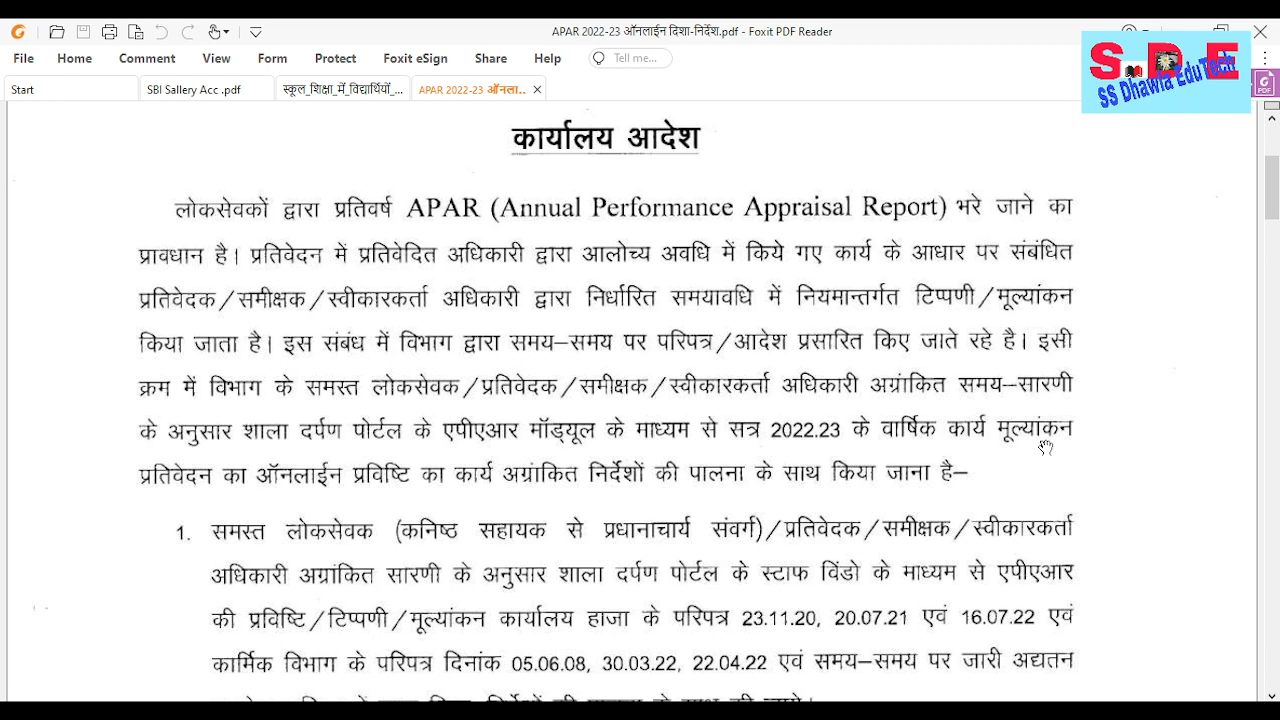 APAR 2022-23 ऑनलाईन दिशा-निर्देश.pdf - Foxit PDF Reader
File Home Comment View Form Protect Foxit eSign Share Help Tell me...
Start SBI Sallery Acc .pdf स्कूल_शिक्षा_में_विद्यार्थियों_... APAR 2022-23 ऑनला..
S.D.E
SS Dhawla EduTech
PDF
कार्यालय आदेश
लोकसेवकों द्वारा प्रतिवर्ष APAR (Annual Performance Appraisal Report) भरे जाने का
प्रावधान है। प्रतिवेदन में प्रतिवेदित अधिकारी द्वारा आलोच्य अवधि में किये गए कार्य के आधार पर संबंधित
प्रतिवेदक/समीक्षक/स्वीकारकर्ता अधिकारी द्वारा निर्धारित समयावधि में नियमान्तर्गत टिप्पणी/मूल्यांकन
किया जाता है। इस संबंध में विभाग द्वारा समय–समय पर परिपत्र/आदेश प्रसारित किए जाते रहे है। इसी
क्रम में विभाग के समस्त लोकसेवक/प्रतिवेदक/समीक्षक/स्वीकारकर्ता अधिकारी अग्रांकित समय–सारणी
के अनुसार शाला दर्पण पोर्टल के एपीएआर मॉड्यूल के माध्यम से सत्र 2022.23 के वार्षिक कार्य मूल्यांकन
प्रतिवेदन का ऑनलाईन प्रविष्टि का कार्य अग्रांकित निर्देशों की पालना के साथ किया जाना है–
1. समस्त लोकसेवक (कनिष्ठ सहायक से प्रधानाचार्य संवर्ग)/प्रतिवेदक/समीक्षक/स्वीकारकर्ता
अधिकारी अग्रांकित सारणी के अनुसार शाला दर्पण पोर्टल के स्टाफ विंडो के माध्यम से एपीएआर
की प्रविष्टि/टिप्पणी/मूल्यांकन कार्यालय हाजा के परिपत्र 23.11.20, 20.07.21 एवं 16.07.22 एवं
कार्मिक विभाग के परिपत्र दिनांक 05.06.08, 30.03.22, 22.04.22 एवं समय–समय पर जारी अद्यतन